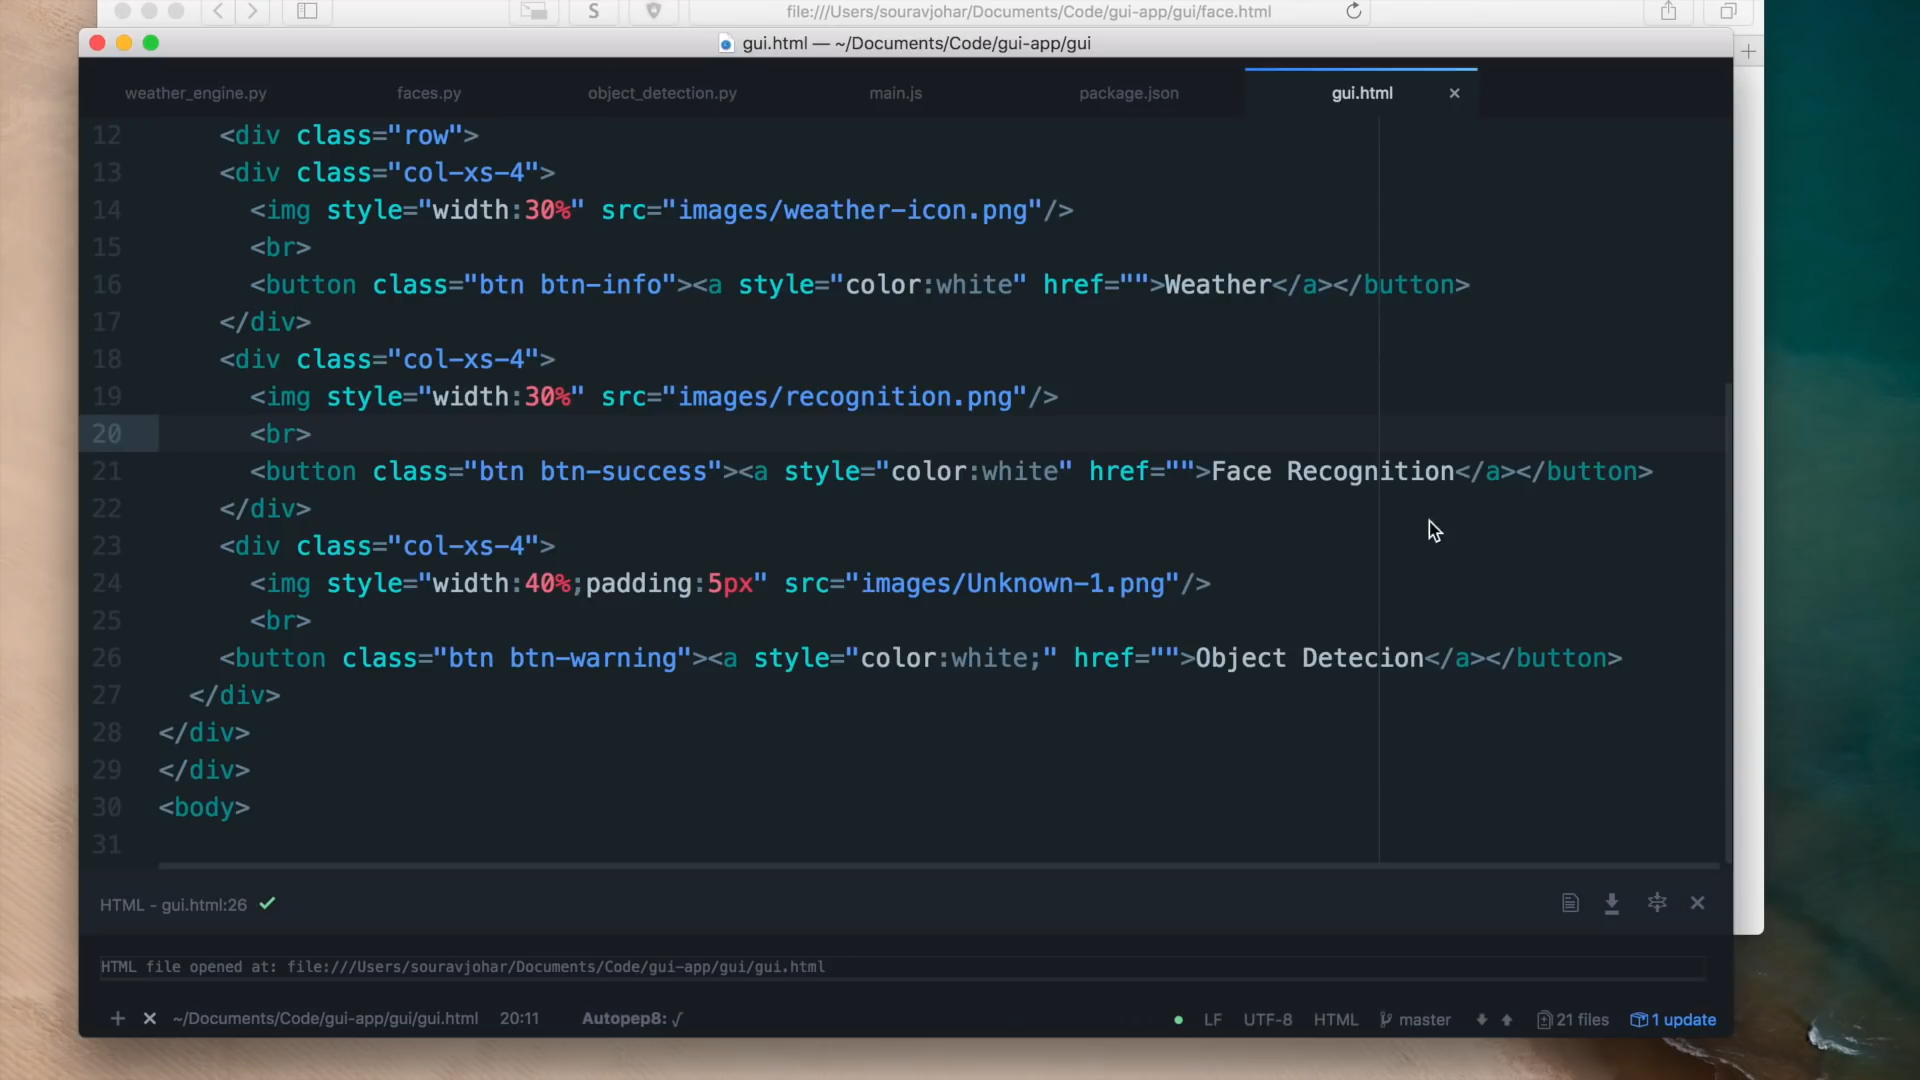 S
file:///Users/souravjohar/Documents/Code/gui-app/gui/face.html
gui.html — ~/Documents/Code/gui-app/gui
weather_engine.py faces.py object_detection.py main.js package.json gui.html
12 <div class="row">
13 <div class="col-xs-4">
14 <img style="width:30%" src="images/weather-icon.png"/>
15 <br>
16 <button class="btn btn-info"><a style="color:white" href="">Weather</a></button>
17 </div>
18 <div class="col-xs-4">
19 <img style="width:30%" src="images/recognition.png"/>
20 <br>
21 <button class="btn btn-success"><a style="color:white" href="">Face Recognition</a></button>
22 </div>
23 <div class="col-xs-4">
24 <img style="width:40%;padding:5px" src="images/Unknown-1.png"/>
25 <br>
26 <button class="btn btn-warning"><a style="color:white;" href="">Object Detecion</a></button>
27 </div>
28 </div>
29 </div>
30 <body>
31
HTML - gui.html:26
HTML file opened at: file:///Users/souravjohar/Documents/Code/gui-app/gui/gui.html
~/Documents/Code/gui-app/gui/gui.html 20:11 Autopep8: √ LF UTF-8 HTML master 21 files 1 update